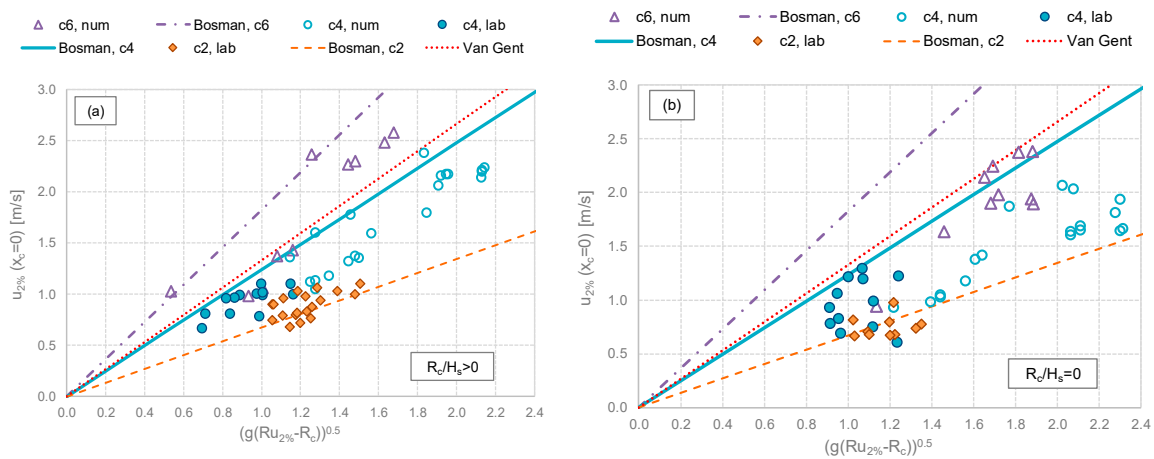 c6, num
Bosman, c6
c4, num
c4, lab
Bosman, c4
c2, lab
Bosman, c2
Van Gent
(a)
3.0
2.5
2.0
1.5
1.0
0.5
0.0
u2% (xc=0) [m/s]
Rc/Hs>0
0.0 0.2 0.4 0.6 0.8 1.0 1.2 1.4 1.6 1.8 2.0 2.2 2.4
(g(Ru2%-Rc))0.5
c6, num
Bosman, c6
c4, num
c4, lab
Bosman, c4
c2, lab
Bosman, c2
Van Gent
(b)
3.0
2.5
2.0
1.5
1.0
0.5
0.0
u2% (xc=0) [m/s]
Rc/Hs=0
0.0 0.2 0.4 0.6 0.8 1.0 1.2 1.4 1.6 1.8 2.0 2.2 2.4
(g(Ru2%-Rc))0.5